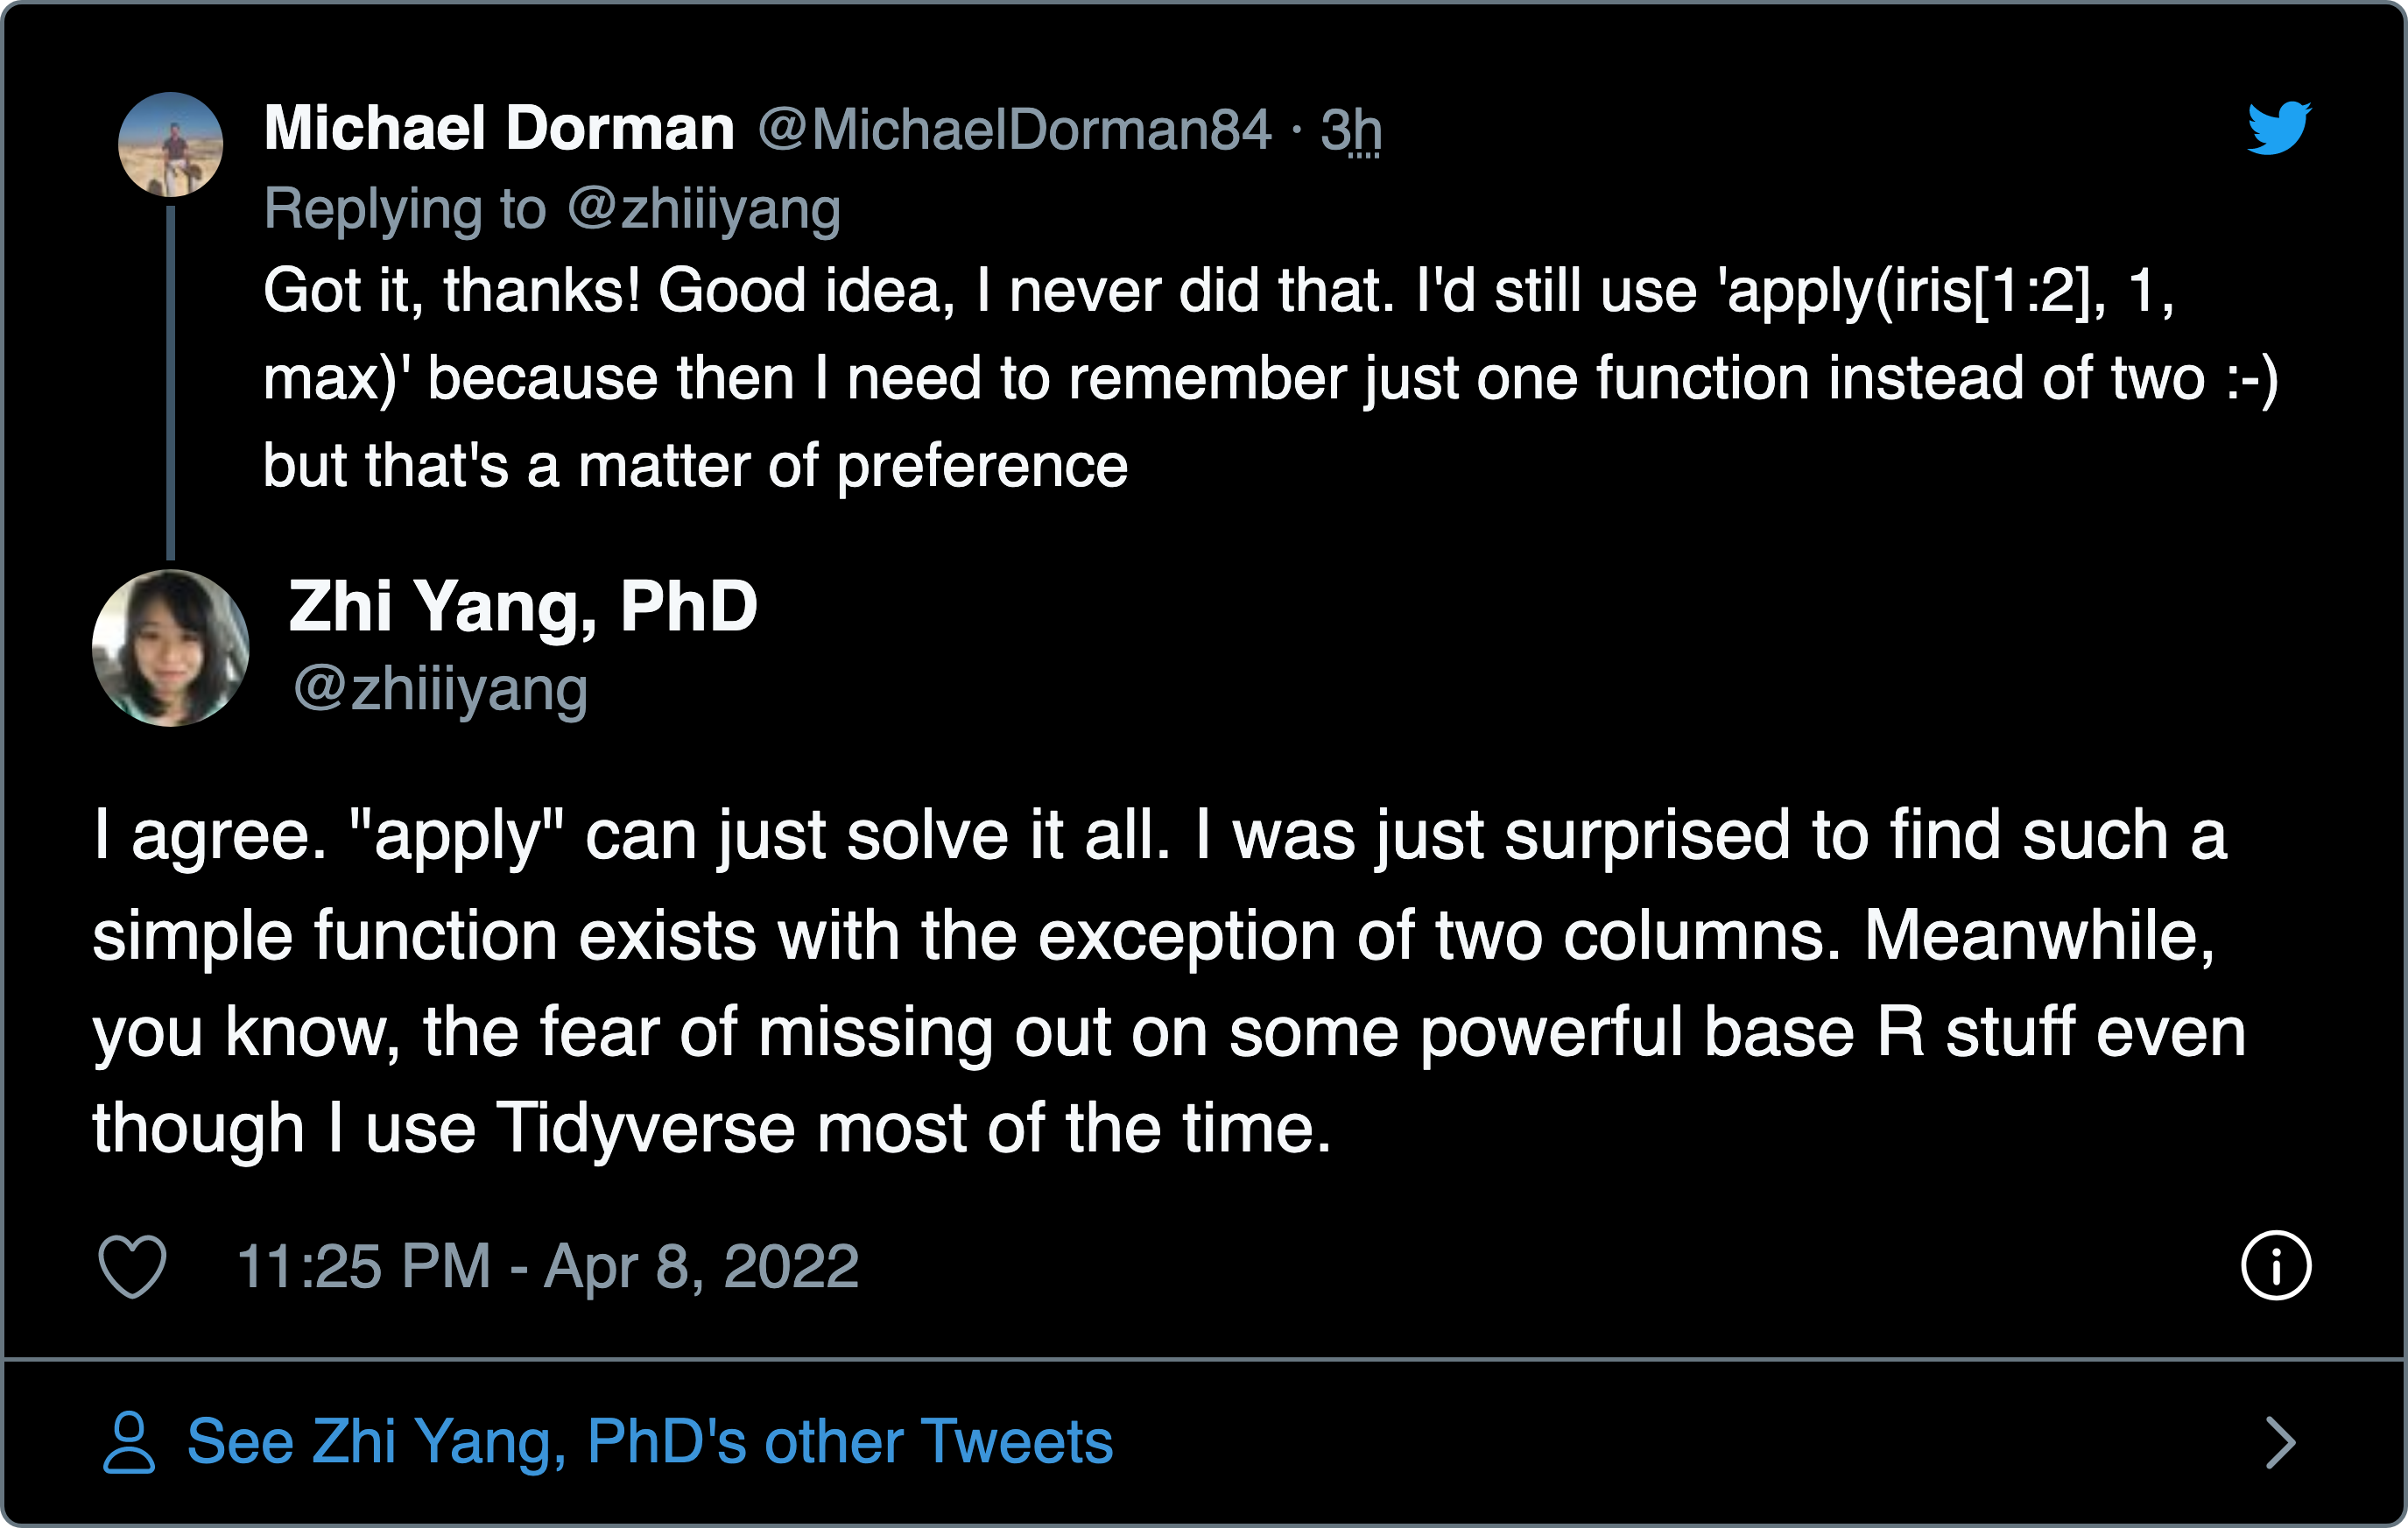 Michael Dorman @MichaelDorman84 · 3h
Replying to @zhiiiyang
Got it, thanks! Good idea, I never did that. I'd still use 'apply(iris[1:2], 1,
max)' because then I need to remember just one function instead of two :-)
but that's a matter of preference
Zhi Yang, PhD
@zhiiiyang
I agree. "apply" can just solve it all. I was just surprised to find such a
simple function exists with the exception of two columns. Meanwhile,
you know, the fear of missing out on some powerful base R stuff even
though I use Tidyverse most of the time.
11:25 PM - Apr 8, 2022
See Zhi Yang, PhD's other Tweets